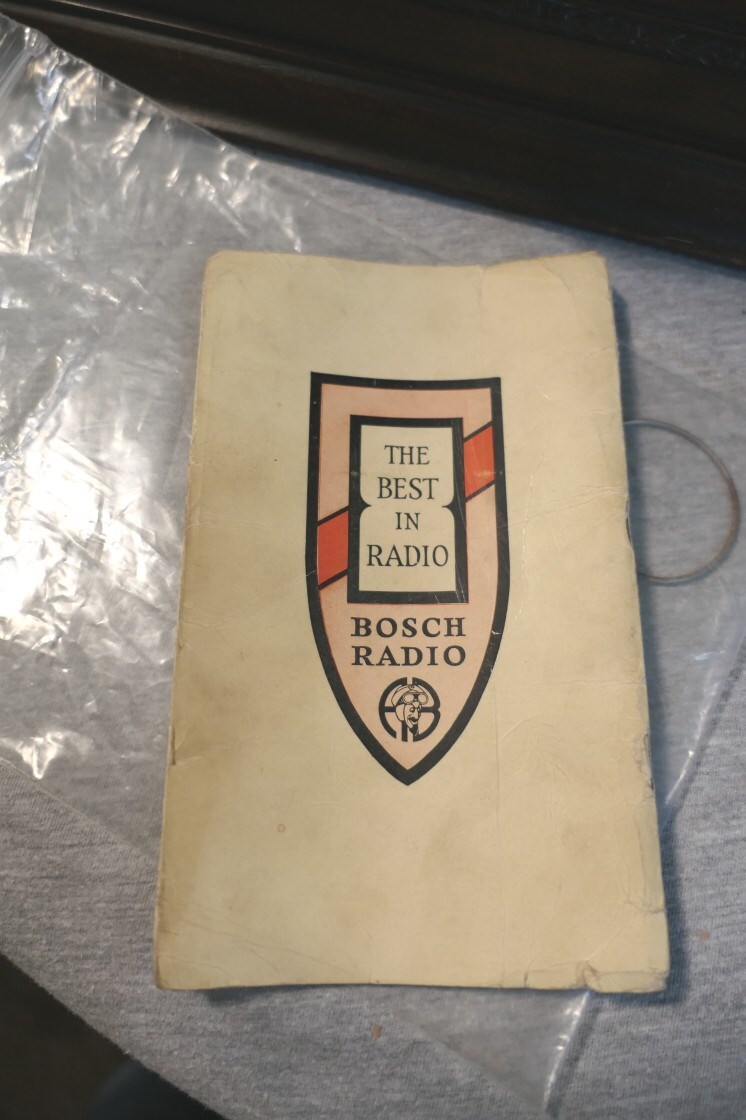 THE
BEST
IN
RADIO
BOSCH
RADIO